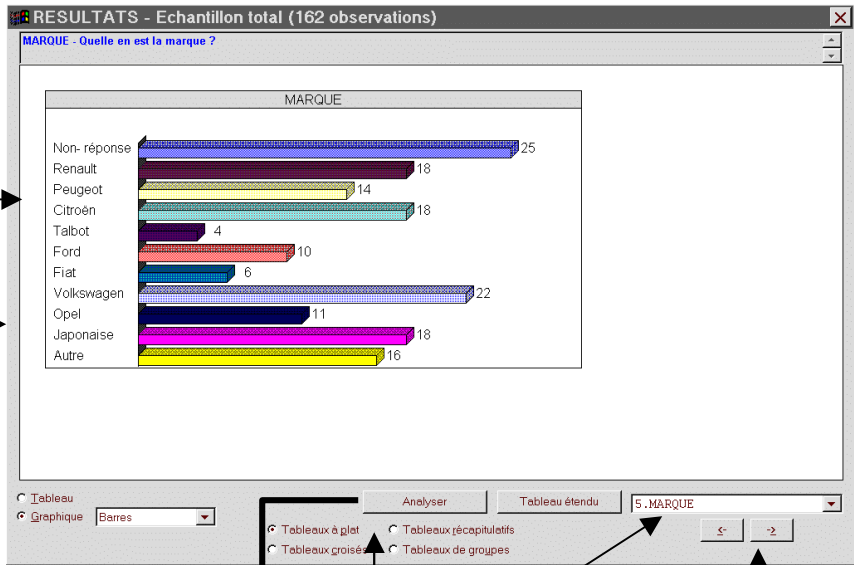 RESULTATS - Echantillon total (162 observations)
MARQUE - Quelle en est la marque ?
MARQUE
Non- réponse 25
Renault 18
Peugeot 14
Citroën 18
Talbot 4
Ford 10
Fiat 6
Volkswagen 22
Opel 11
Japonaise 18
Autre 16
Tableau
Graphique Barres
Analyser Tableau étendu 5.MARQUE
Tableaux à plat Tableaux récapitulatifs
Tableaux croisés Tableaux de groupes
<- ->